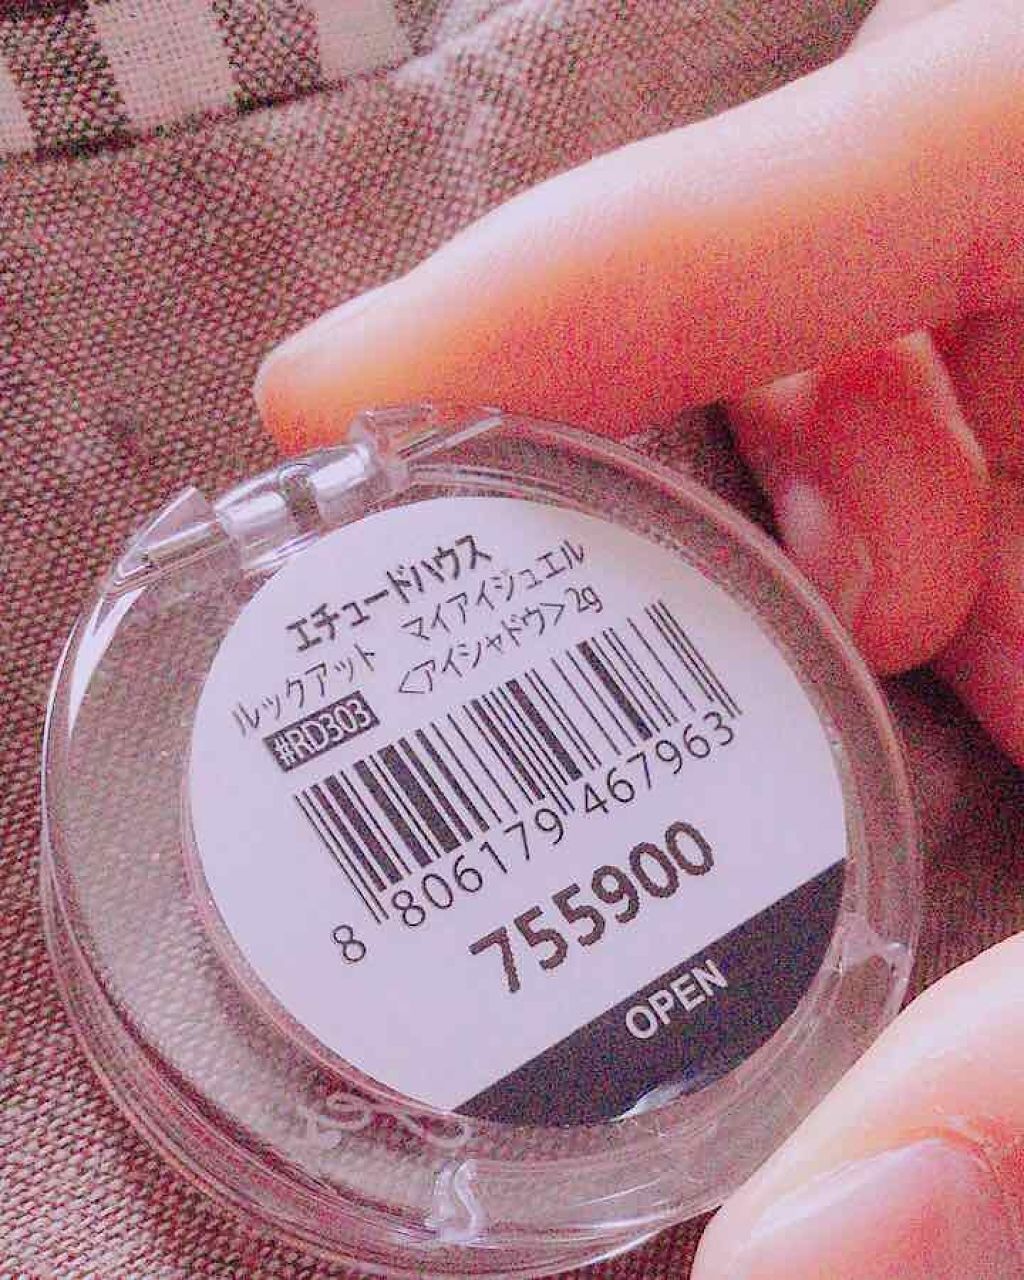 エチュードハウス
ルックアット マイアイジュエル
#RD303 <アイシャドウ>2g
8 806179 467963
755900
OPEN